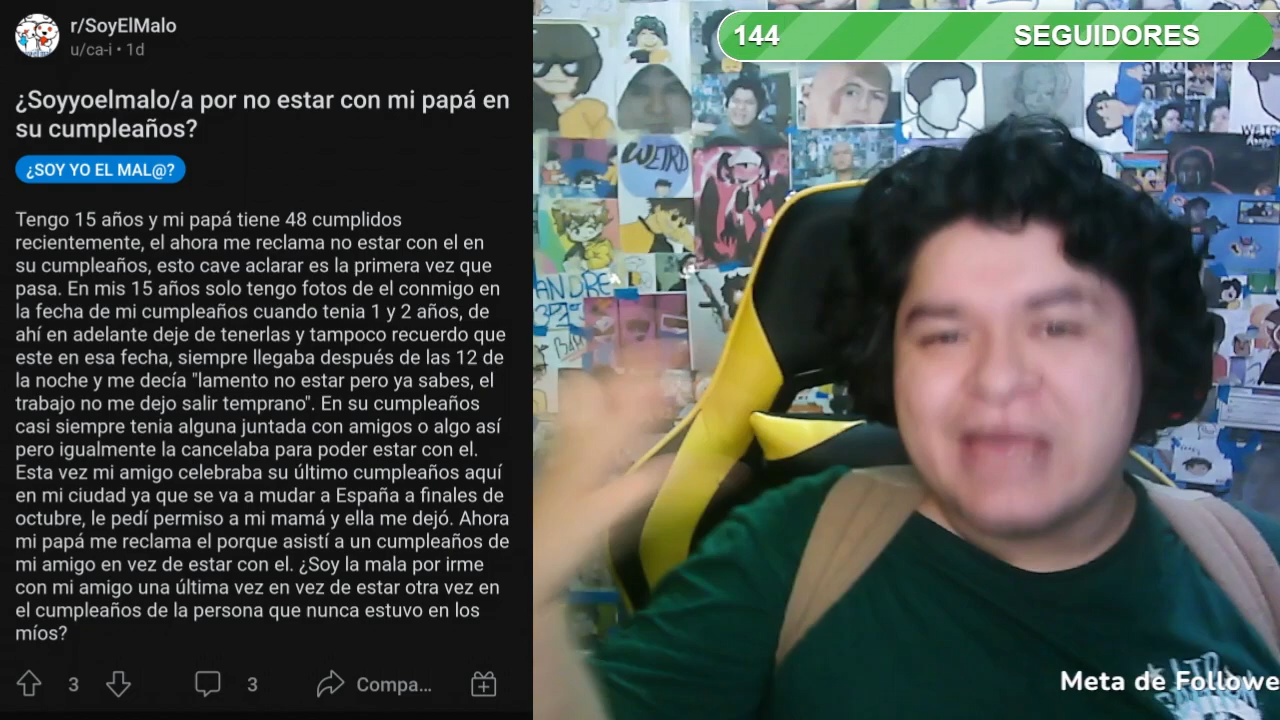 r/SoyElMalo
u/ca-i • 1d
¿Soyyoelmalo/a por no estar con mi papá en
su cumpleaños?
¿SOY YO EL MAL@?
Tengo 15 años y mi papá tiene 48 cumplidos
recientemente, el ahora me reclama no estar con el en
su cumpleaños, esto cave aclarar es la primera vez que
pasa. En mis 15 años solo tengo fotos de el conmigo en
la fecha de mi cumpleaños cuando tenia 1 y 2 años, de
ahí en adelante deje de tenerlas y tampoco recuerdo que
este en esa fecha, siempre llegaba después de las 12 de
la noche y me decía "lamento no estar pero ya sabes, el
trabajo no me dejo salir temprano". En su cumpleaños
casi siempre tenia alguna juntada con amigos o algo así
pero igualmente la cancelaba para poder estar con el.
Esta vez mi amigo celebraba su último cumpleaños aquí
en mi ciudad ya que se va a mudar a España a finales de
octubre, le pedí permiso a mi mamá y ella me dejó. Ahora
mi papá me reclama el porque asistí a un cumpleaños de
mi amigo en vez de estar con el. ¿Soy la mala por irme
con mi amigo una última vez en vez de estar otra vez en
el cumpleaños de la persona que nunca estuvo en los
míos?
3
3
Compa...
144 SEGUIDORES
WEIRD
ANDRE
Meta de Followe